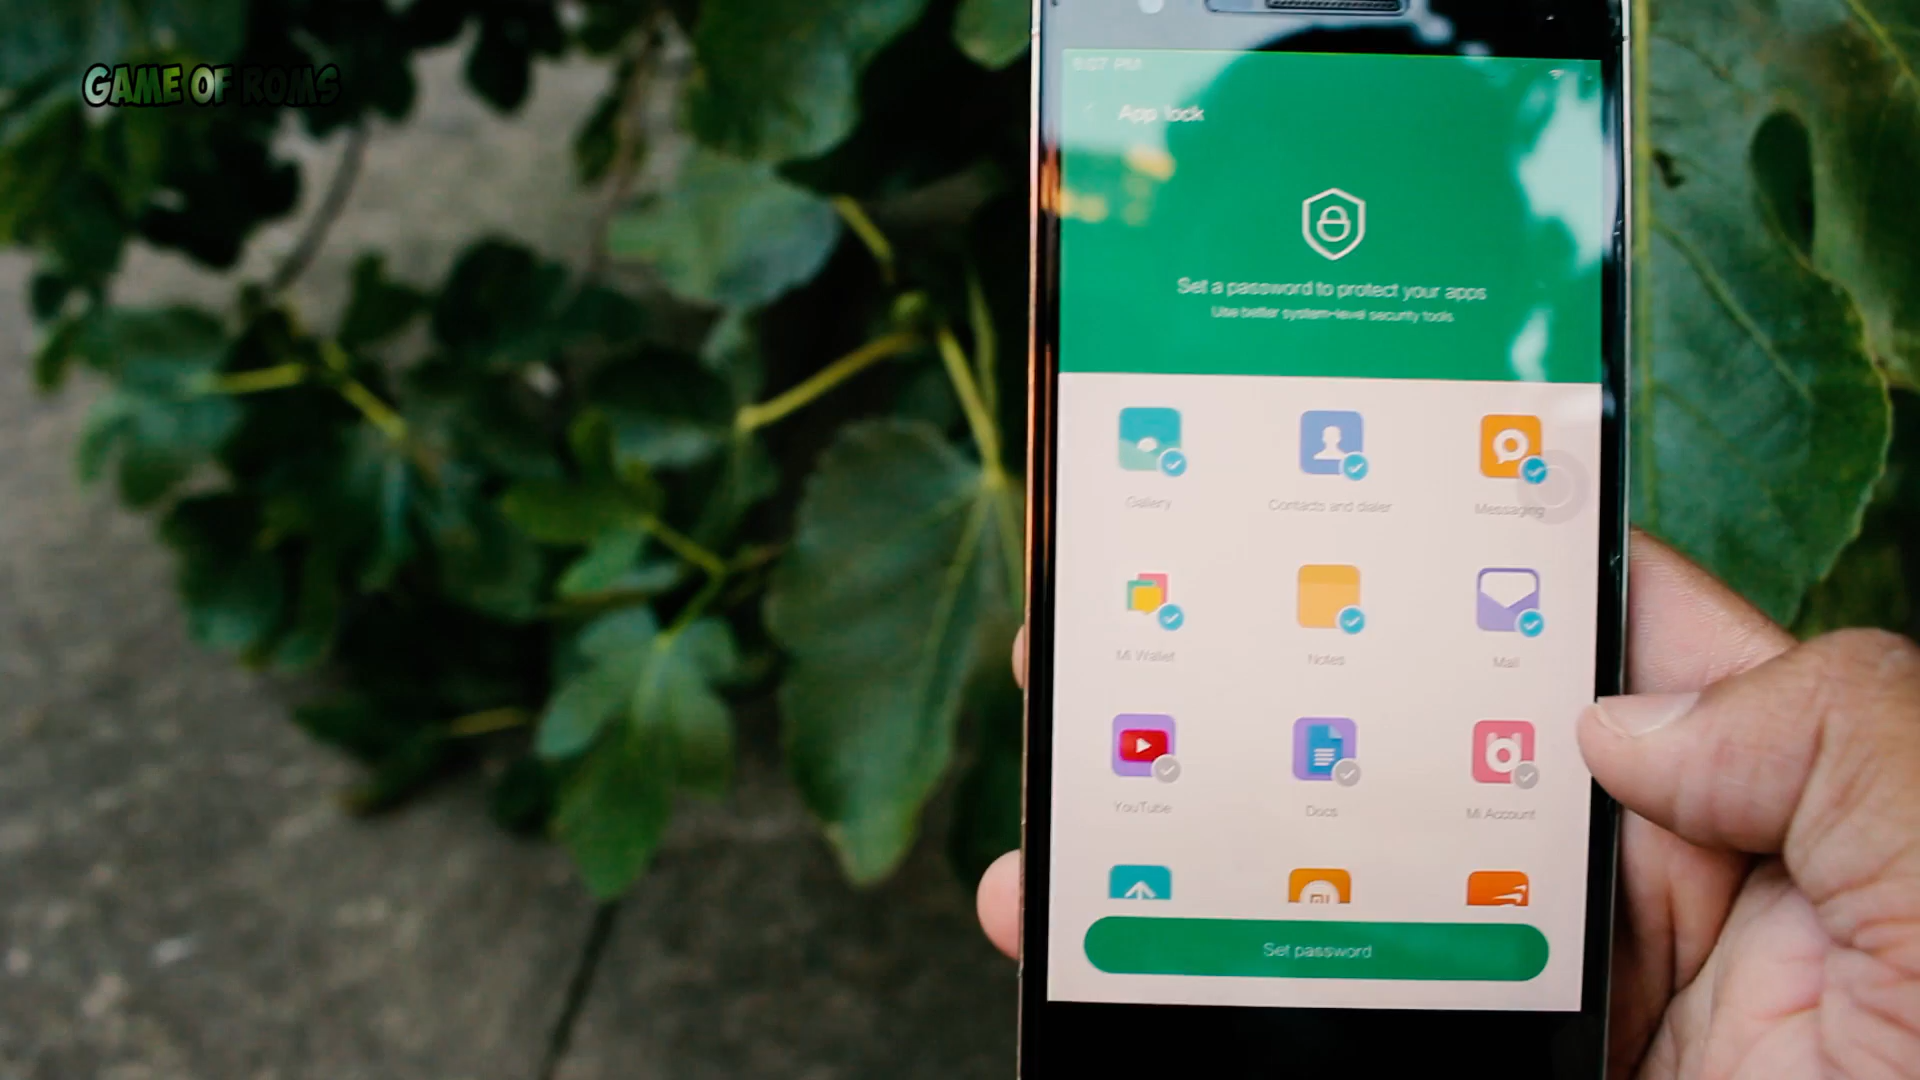 GAME OF ROMS
App lock
Set a password to protect your apps
Use better system-level security tools
Gallery
Contacts and dialer
Messaging
Mi Wallet
Notes
Mail
YouTube
Docs
Mi Account
Set password